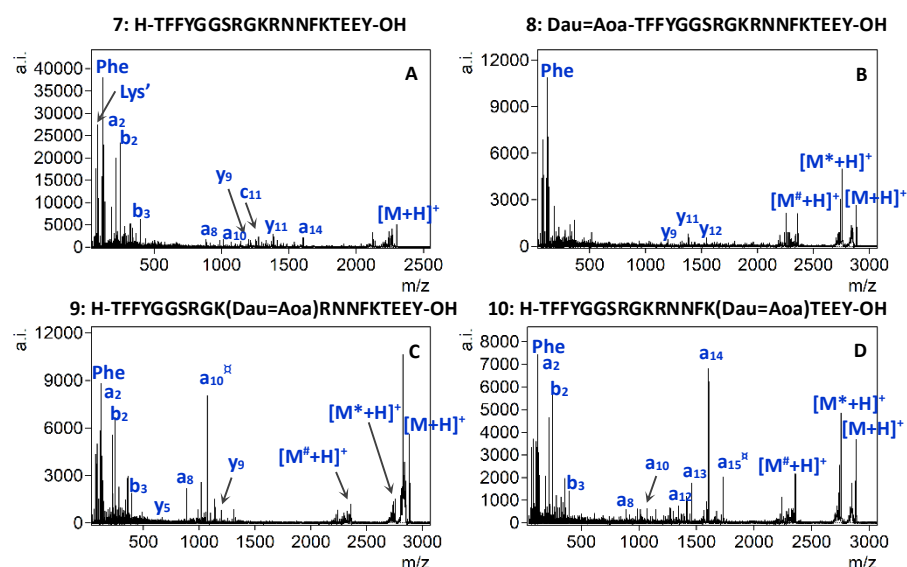 7: H-TFFYGGSRGKRNNFKTEEY-OH
a.i.
40000
35000
30000
25000
20000
15000
10000
5000
0
Phe
Lys’
a2
b2
b3
a8
a10
y9
c11
y11
a14
[M+H]+
A
500
1000
1500
2000
m/z
8: Dau=Aoa-TFFYGGSRGKRNNFKTEEY-OH
a.i.
12000
9000
6000
3000
0
Phe
y9
y11
y12
[M#+H]+
[M*+H]+
[M+H]+
B
500
1000
1500
2000
2500
3000
m/z
9: H-TFFYGGSRGK(Dau=Aoa)RNNFKTEEY-OH
a.i.
12000
9000
6000
3000
0
Phe
a2
b2
b3
y5
a8
a10¤
y9
[M#+H]+
[M*+H]+
[M+H]+
C
500
1000
1500
2000
2500
3000
m/z
10: H-TFFYGGSRGKRNNFK(Dau=Aoa)TEEY-OH
a.i.
8000
7000
6000
5000
4000
3000
2000
1000
0
Phe
a2
b2
b3
a8
a10
a12
a13
a14
a15¤
[M#+H]+
[M*+H]+
[M+H]+
D
500
1000
1500
2000
2500
3000
m/z